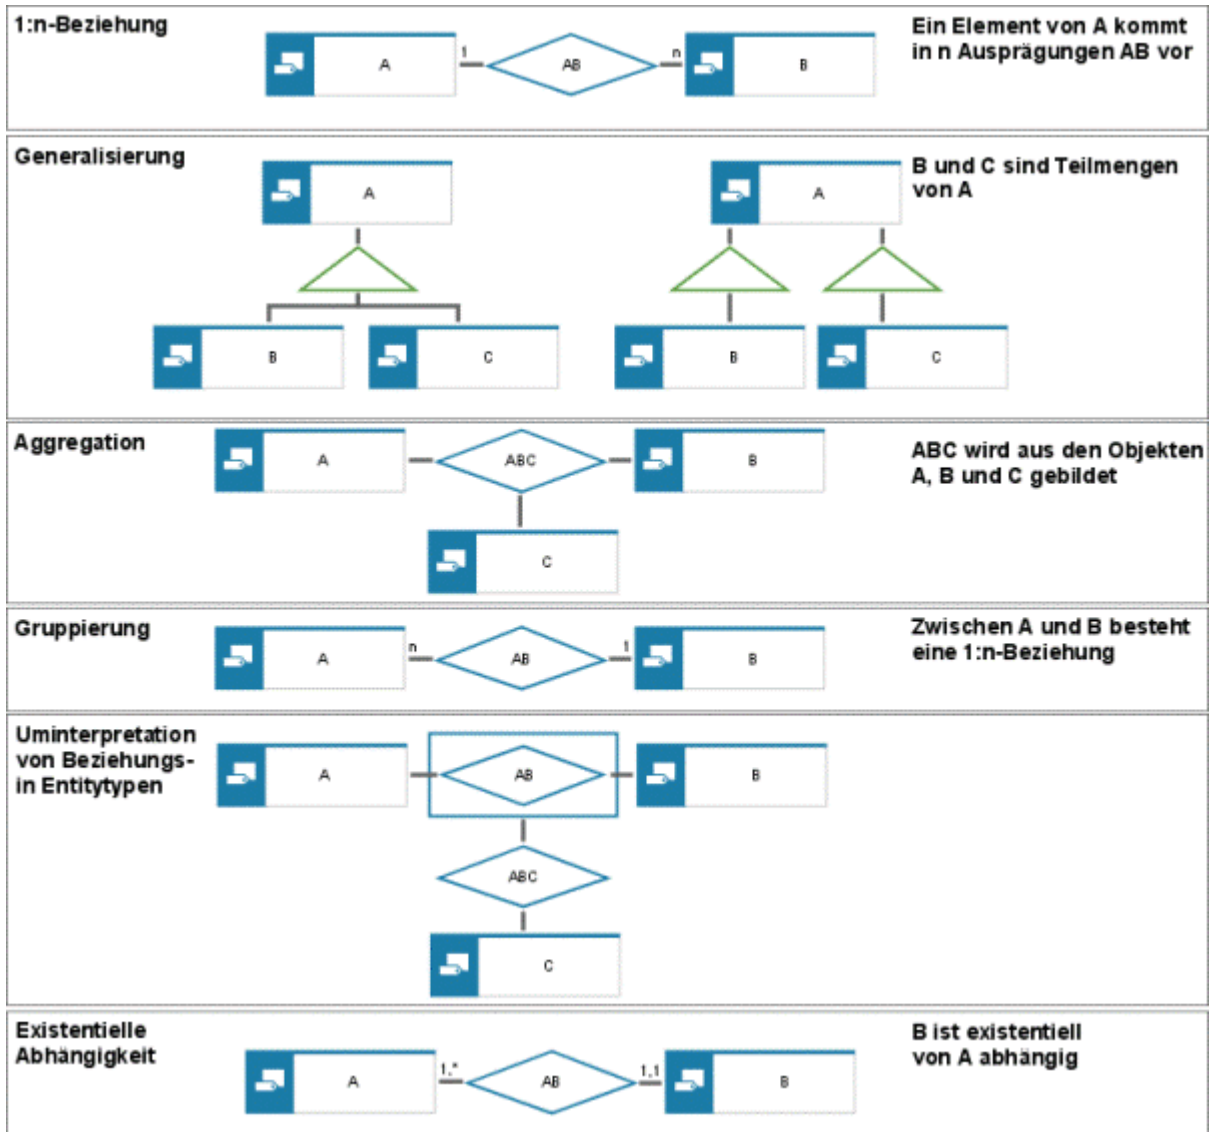 1:n-Beziehung
A
1
AB
n
B
Ein Element von A kommt
in n Ausprägungen AB vor
Generalisierung
A
B
C
A
B
C
B und C sind Teilmengen
von A
Aggregation
A
ABC
B
C
ABC wird aus den Objekten
A, B und C gebildet
Gruppierung
A
n
AB
1
B
Zwischen A und B besteht
eine 1:n-Beziehung
Uminterpretation
von Beziehungs-
in Entitytypen
A
AB
B
ABC
C
Existentielle
Abhängigkeit
A
1,*
AB
1,1
B
B ist existentiell
von A abhängig